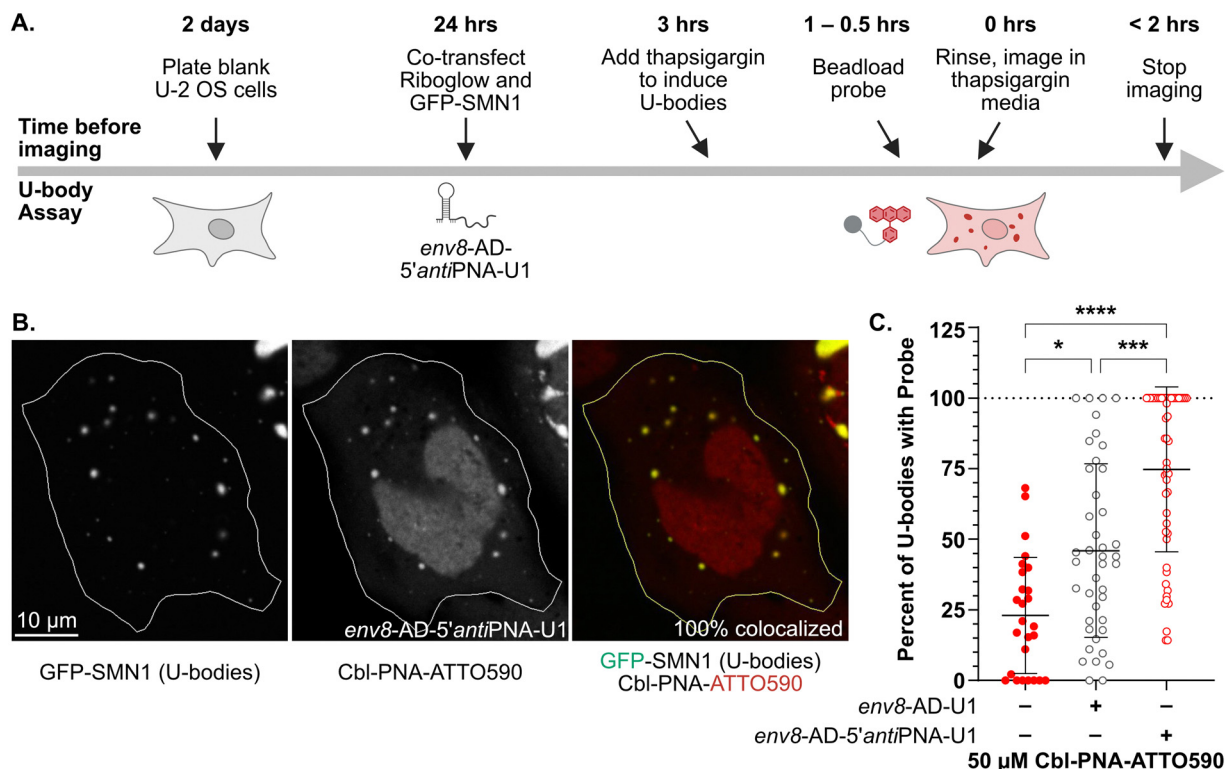 A.
2 days
24 hrs
3 hrs
1 – 0.5 hrs
0 hrs
< 2 hrs
Plate blank
U-2 OS cells
Co-transfect
Riboglow and
GFP-SMN1
Add thapsigargin
to induce
U-bodies
Beadload
probe
Rinse, image in
thapsigargin
media
Stop
imaging
Time before
imaging
U-body
Assay
env8-AD-
5'antiPNA-U1
B.
10 µm
env8-AD-5'antiPNA-U1
100% colocalized
GFP-SMN1 (U-bodies)
Cbl-PNA-ATTO590
GFP-SMN1 (U-bodies)
Cbl-PNA-ATTO590
C.
Percent of U-bodies with Probe
125
100
75
50
25
0
****
*
***
env8-AD-U1 – + –
env8-AD-5'antiPNA-U1 – – +
50 µM Cbl-PNA-ATTO590